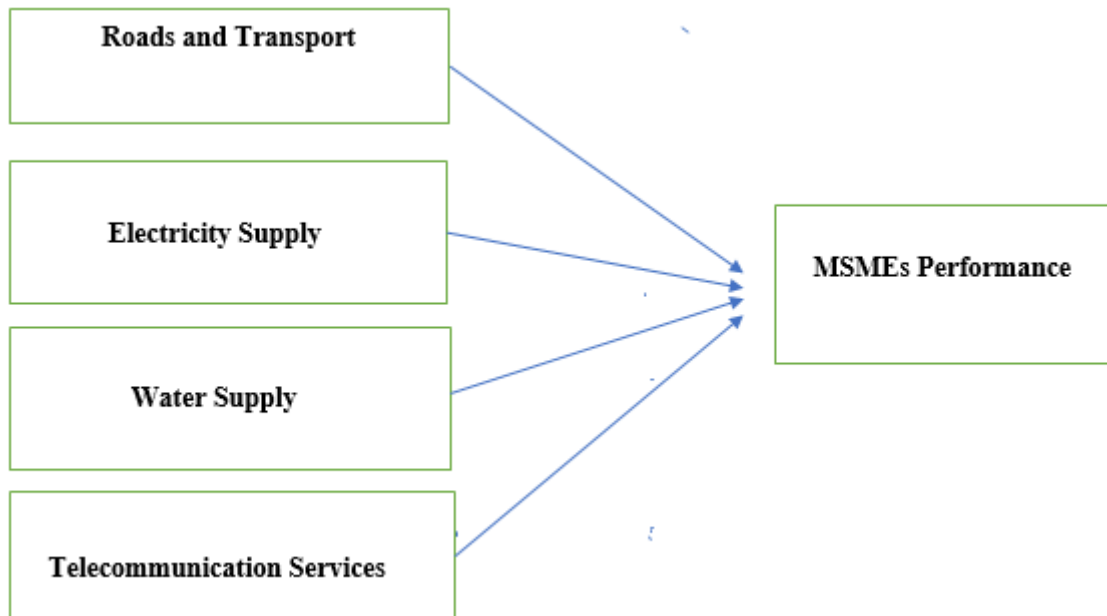 Roads and Transport
Electricity Supply
MSMEs Performance
Water Supply
Telecommunication Services